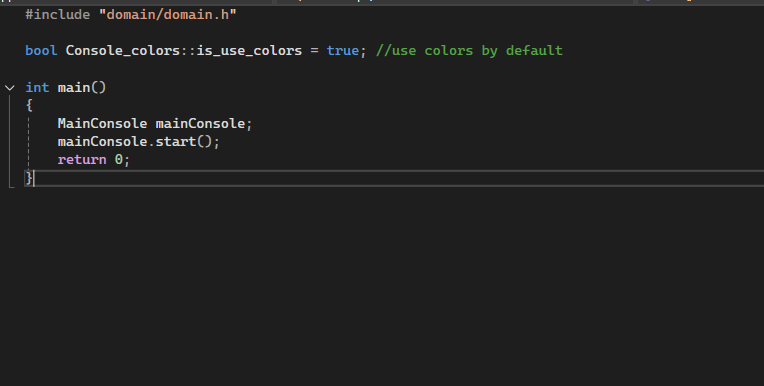 #include "domain/domain.h"
bool Console_colors::is_use_colors = true; //use colors by default
int main()
{
MainConsole mainConsole;
mainConsole.start();
return 0;
}